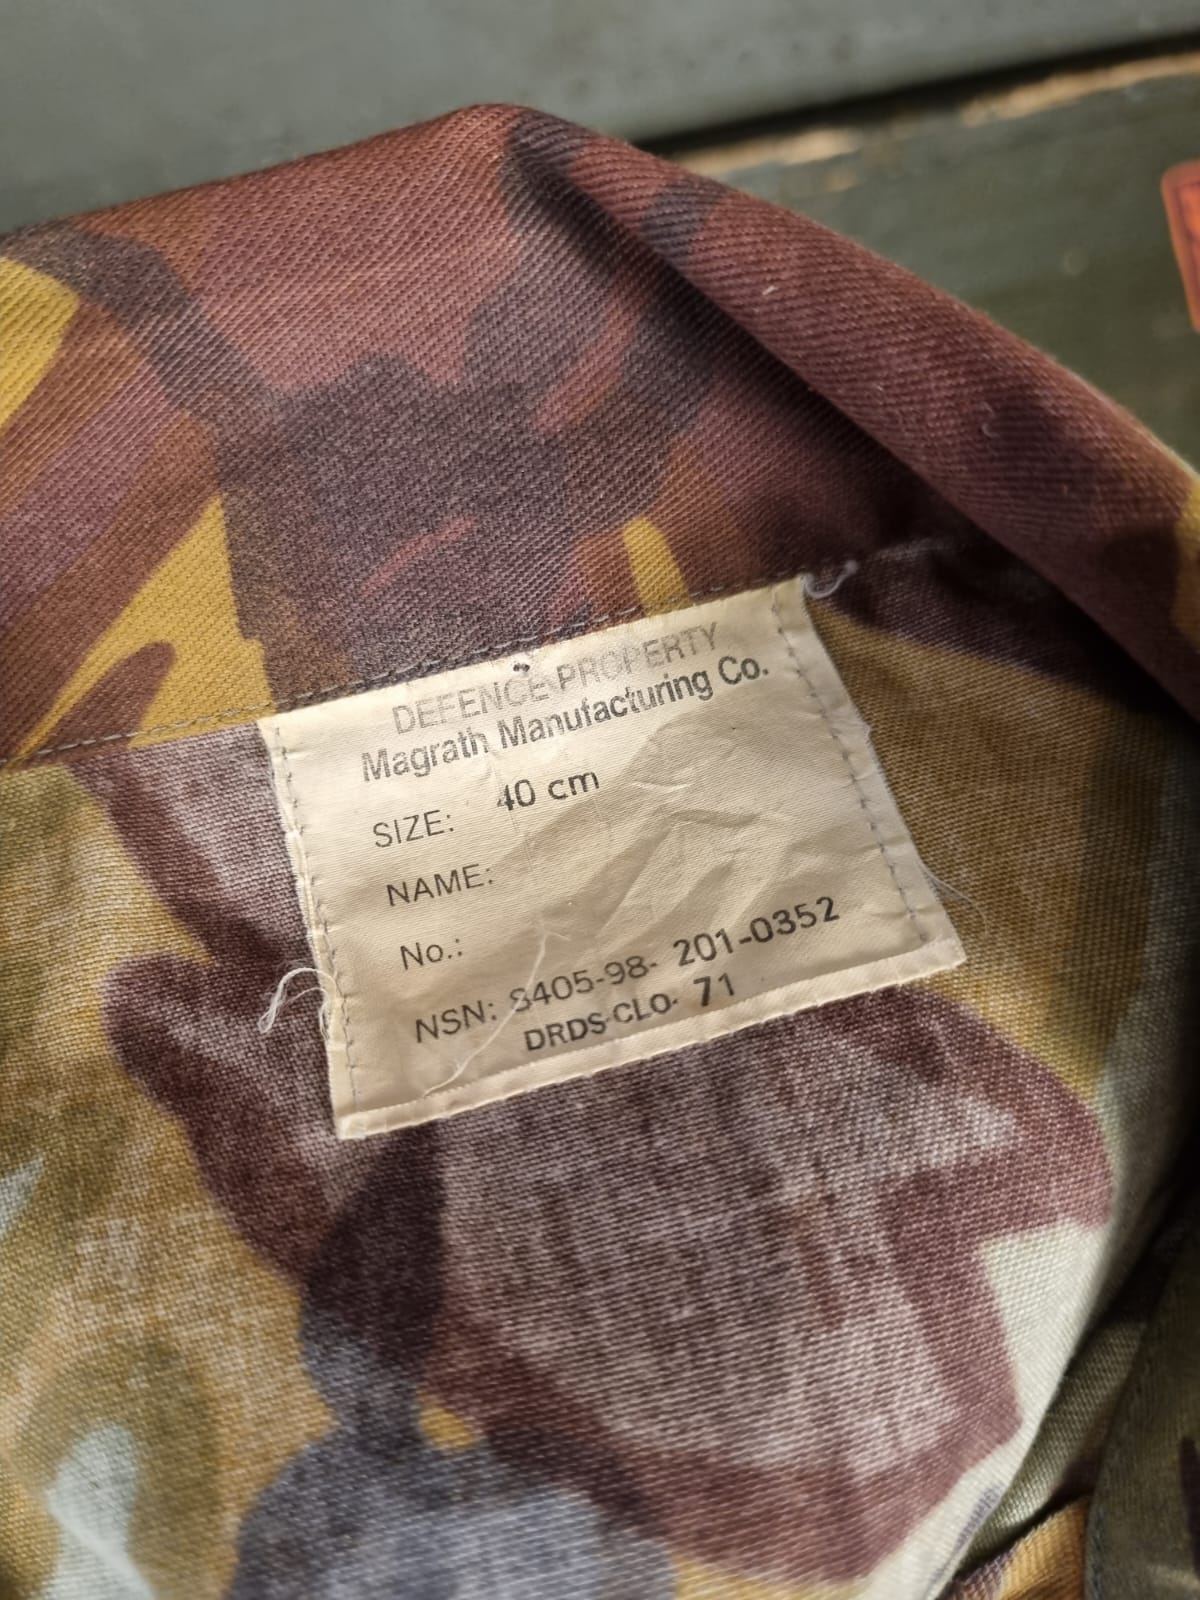 DEFENCE PROPERTY
Magrath Manufacturing Co.
SIZE: 40 cm
NAME:
No.:
NSN: 8405-98- 201-0352
DRDS-CLO- 71